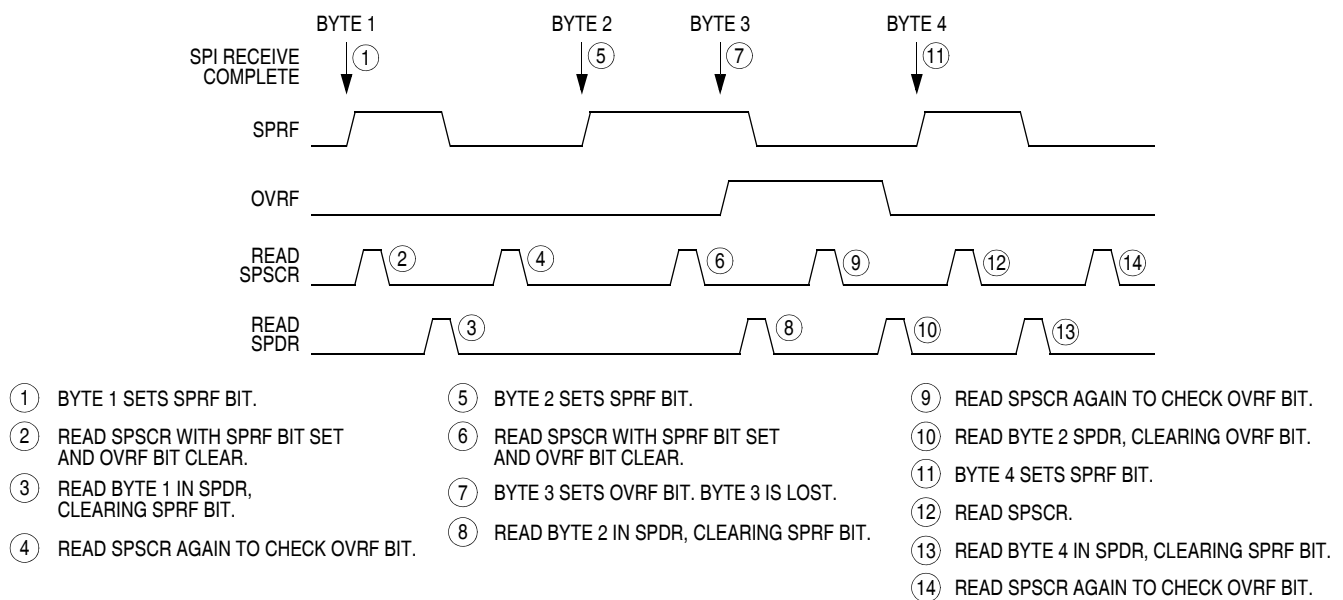 BYTE 1 BYTE 2 BYTE 3 BYTE 4
SPI RECEIVE
COMPLETE
1 5 7 11
SPRF
OVRF
READ
SPSCR
2 4 6 9 12 14
READ
SPDR
3 8 10 13
1 BYTE 1 SETS SPRF BIT.
2 READ SPSCR WITH SPRF BIT SET
AND OVRF BIT CLEAR.
3 READ BYTE 1 IN SPDR,
CLEARING SPRF BIT.
4 READ SPSCR AGAIN TO CHECK OVRF BIT.
5 BYTE 2 SETS SPRF BIT.
6 READ SPSCR WITH SPRF BIT SET
AND OVRF BIT CLEAR.
7 BYTE 3 SETS OVRF BIT. BYTE 3 IS LOST.
8 READ BYTE 2 IN SPDR, CLEARING SPRF BIT.
9 READ SPSCR AGAIN TO CHECK OVRF BIT.
10 READ BYTE 2 SPDR, CLEARING OVRF BIT.
11 BYTE 4 SETS SPRF BIT.
12 READ SPSCR.
13 READ BYTE 4 IN SPDR, CLEARING SPRF BIT.
14 READ SPSCR AGAIN TO CHECK OVRF BIT.